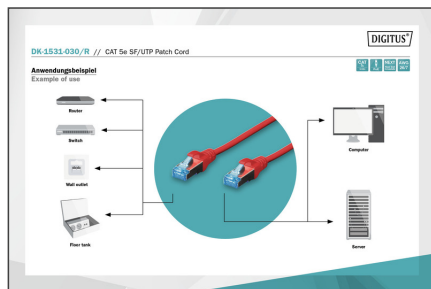 DIGITUS®
DK-1531-030/R // CAT 5e SF/UTP Patch Cord
Anwendungsbeispiel
Example of use
Router
Switch
Wall outlet
Floor tank
Computer
Server